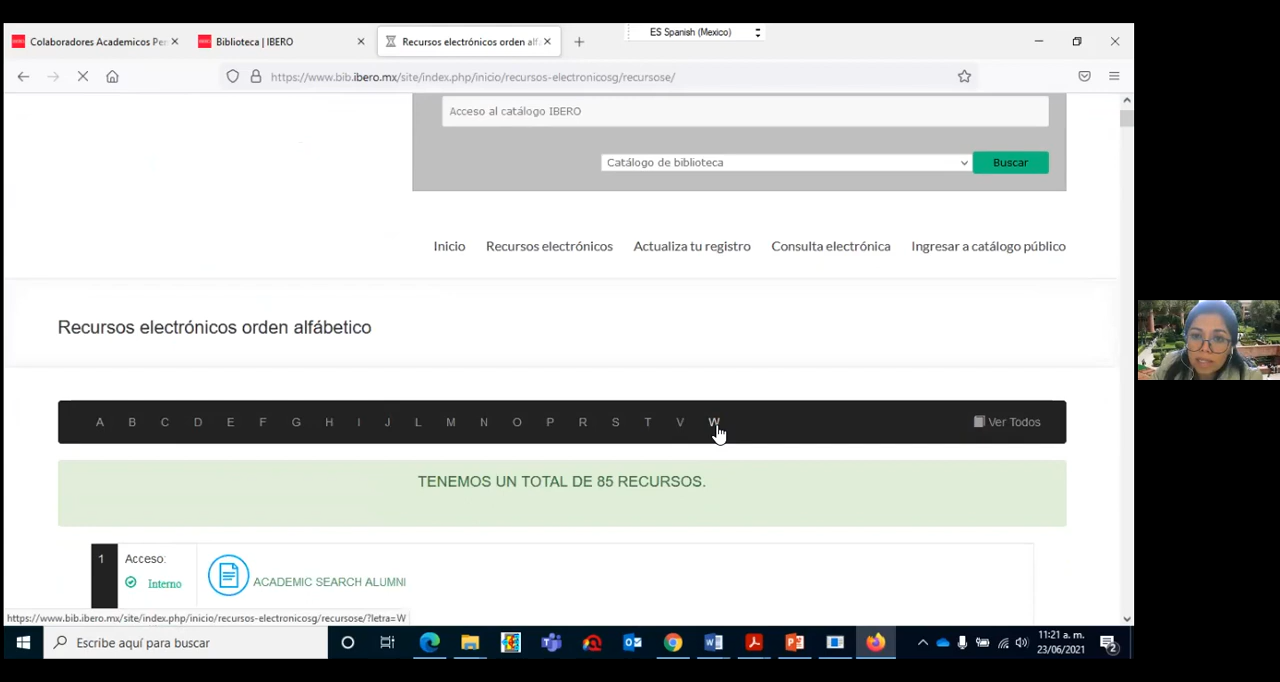 Colaboradores Academicos Per
Biblioteca | IBERO
Recursos electrónicos orden alf
ES Spanish (Mexico)
https://www.bib.ibero.mx/site/index.php/inicio/recursos-electronicosg/recursose/
Acceso al catálogo IBERO
Catálogo de biblioteca
Buscar
Inicio
Recursos electrónicos
Actualiza tu registro
Consulta electrónica
Ingresar a catálogo público
Recursos electrónicos orden alfábetico
A B C D E F G H I J L M N O P R S T V W
Ver Todos
TENEMOS UN TOTAL DE 85 RECURSOS.
1
Acceso:
Interno
ACADEMIC SEARCH ALUMNI
https://www.bib.ibero.mx/site/index.php/inicio/recursos-electronicosg/recursose/?letra=W
Escribe aquí para buscar
11:21 a. m.
23/06/2021
2